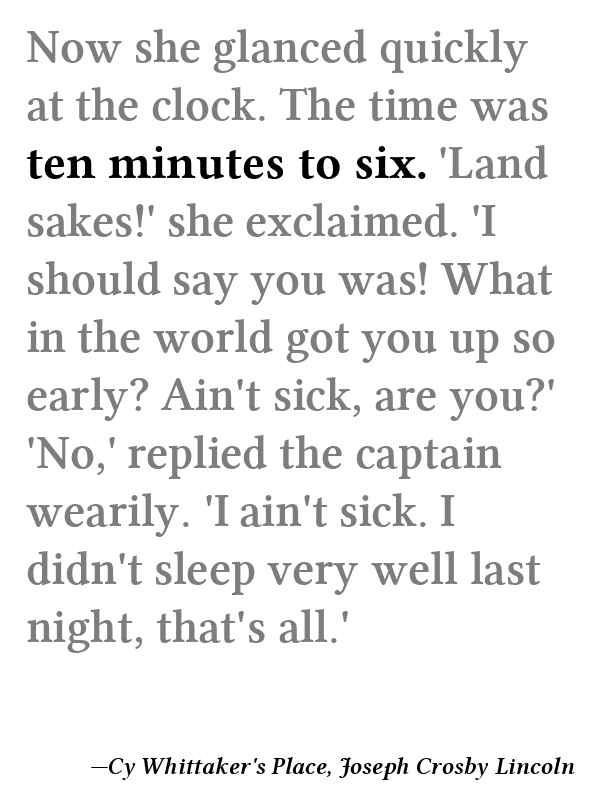 Now she glanced quickly
at the clock. The time was
ten minutes to six. 'Land
sakes!' she exclaimed. 'I
should say you was! What
in the world got you up so
early? Ain't sick, are you?'
'No,' replied the captain
wearily. 'I ain't sick. I
didn't sleep very well last
night, that's all.'
—Cy Whittaker's Place, Joseph Crosby Lincoln